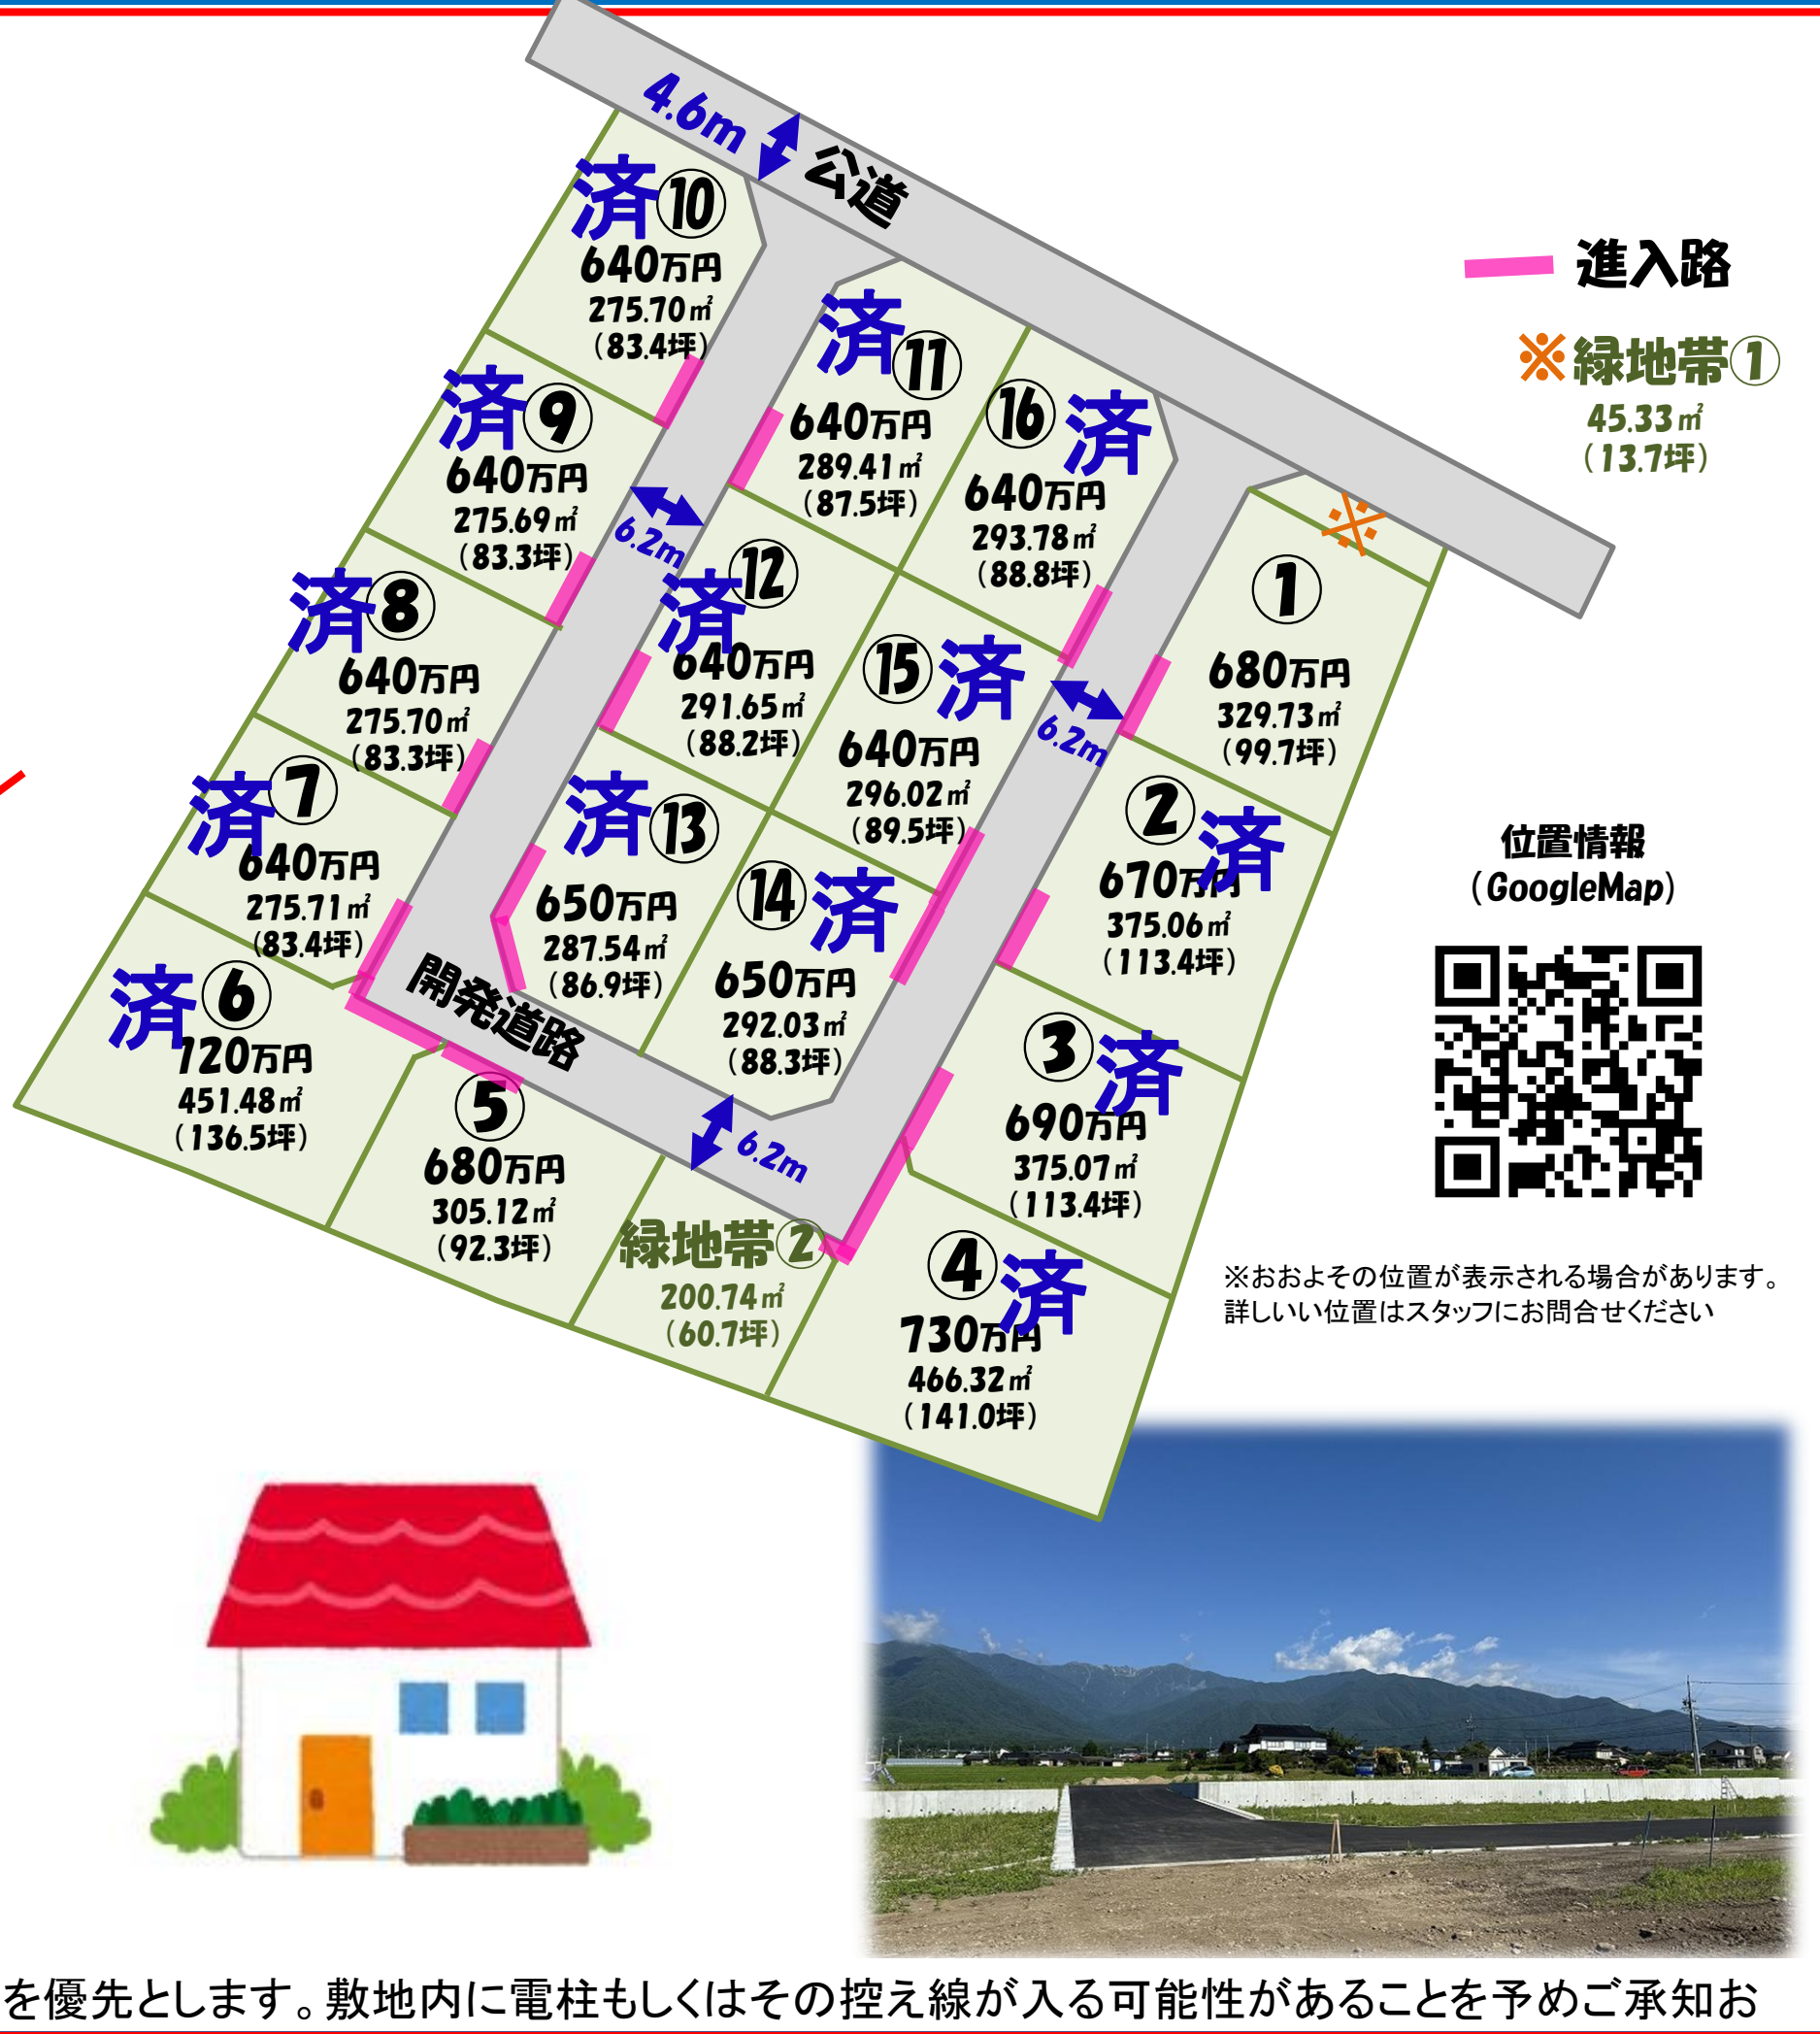 4.6m
公道
済⑩
640万円
275.70㎡
(83.4坪)
進入路
※緑地帯①
45.33㎡
(13.7坪)
済⑪
640万円
289.41㎡
(87.5坪)
⑯済
640万円
293.78㎡
(88.8坪)
済⑨
640万円
275.69㎡
(83.3坪)
6.2m
※
①
680万円
329.73㎡
(99.7坪)
済⑫
640万円
291.65㎡
(88.2坪)
済⑧
640万円
275.70㎡
(83.3坪)
⑮済
640万円
296.02㎡
(89.5坪)
6.2m
済⑦
640万円
275.71㎡
(83.4坪)
済⑬
650万円
287.54㎡
(86.9坪)
②済
670万円
375.06㎡
(113.4坪)
位置情報
(GoogleMap)
⑭済
650万円
292.03㎡
(88.3坪)
済⑥
720万円
451.48㎡
(136.5坪)
開発道路
③済
690万円
375.07㎡
(113.4坪)
⑤
680万円
305.12㎡
(92.3坪)
6.2m
緑地帯②
200.74㎡
(60.7坪)
④済
730万円
466.32㎡
(141.0坪)
※おおよその位置が表示される場合があります。
詳しいい位置はスタッフにお問合せください
を優先とします。敷地内に電柱もしくはその控え線が入る可能性があることを予めご承知お